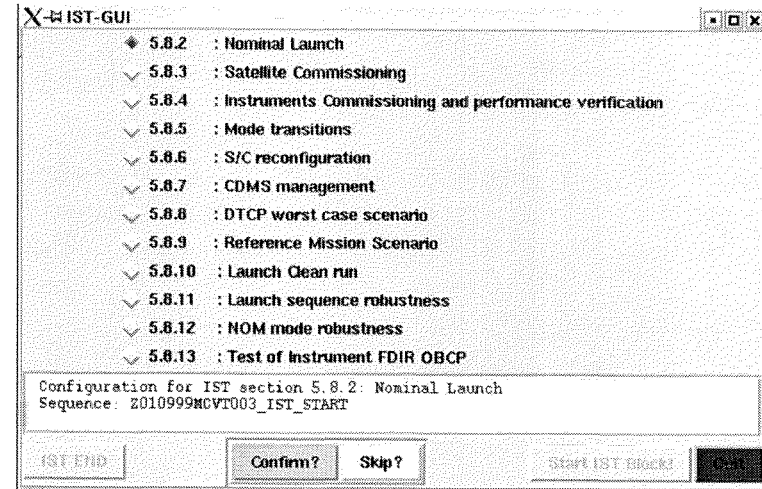 IST-GUI
5.8.2 : Nominal Launch
5.8.3 : Satellite Commissioning
5.8.4 : Instruments Commissioning and performance verification
5.8.5 : Mode transitions
5.8.6 : S/C reconfiguration
5.8.7 : CDMS management
5.8.8 : DTCP worst case scenario
5.8.9 : Reference Mission Scenario
5.8.10 : Launch Clean run
5.8.11 : Launch sequence robustness
5.8.12 : NOM mode robustness
5.8.13 : Test of Instrument FDIR OBCP
Configuration for IST section 5.8.2: Nominal Launch
Sequence: Z010999MCVT003_IST_START
IST END Confirm? Skip? Start IST Block!